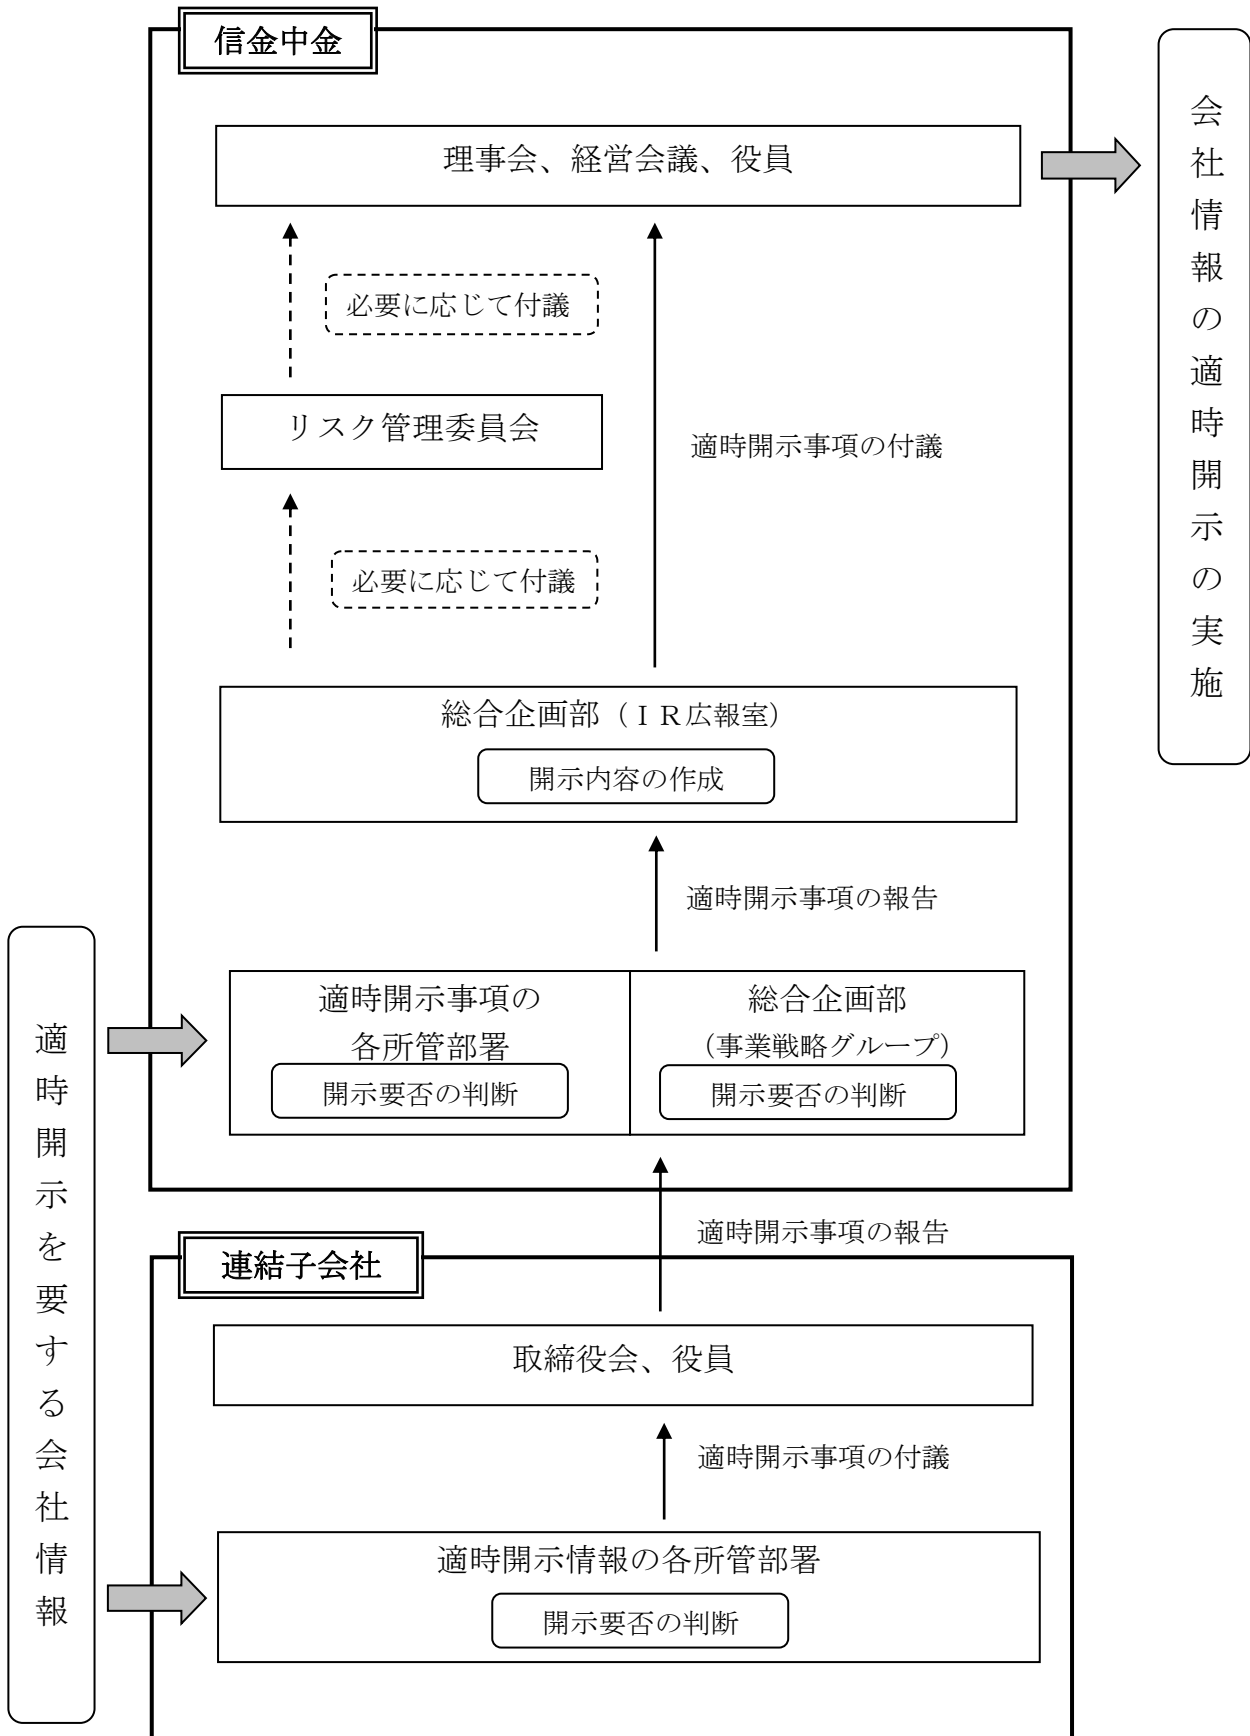 信金中金
理事会、経営会議、役員
会社情報の適時開示の実施
必要に応じて付議
リスク管理委員会
適時開示事項の付議
必要に応じて付議
総合企画部（ＩＲ広報室）
開示内容の作成
適時開示事項の報告
適時開示を要する会社情報
適時開示事項の
各所管部署
開示要否の判断
総合企画部
（事業戦略グループ）
開示要否の判断
適時開示事項の報告
連結子会社
取締役会、役員
適時開示事項の付議
適時開示情報の各所管部署
開示要否の判断